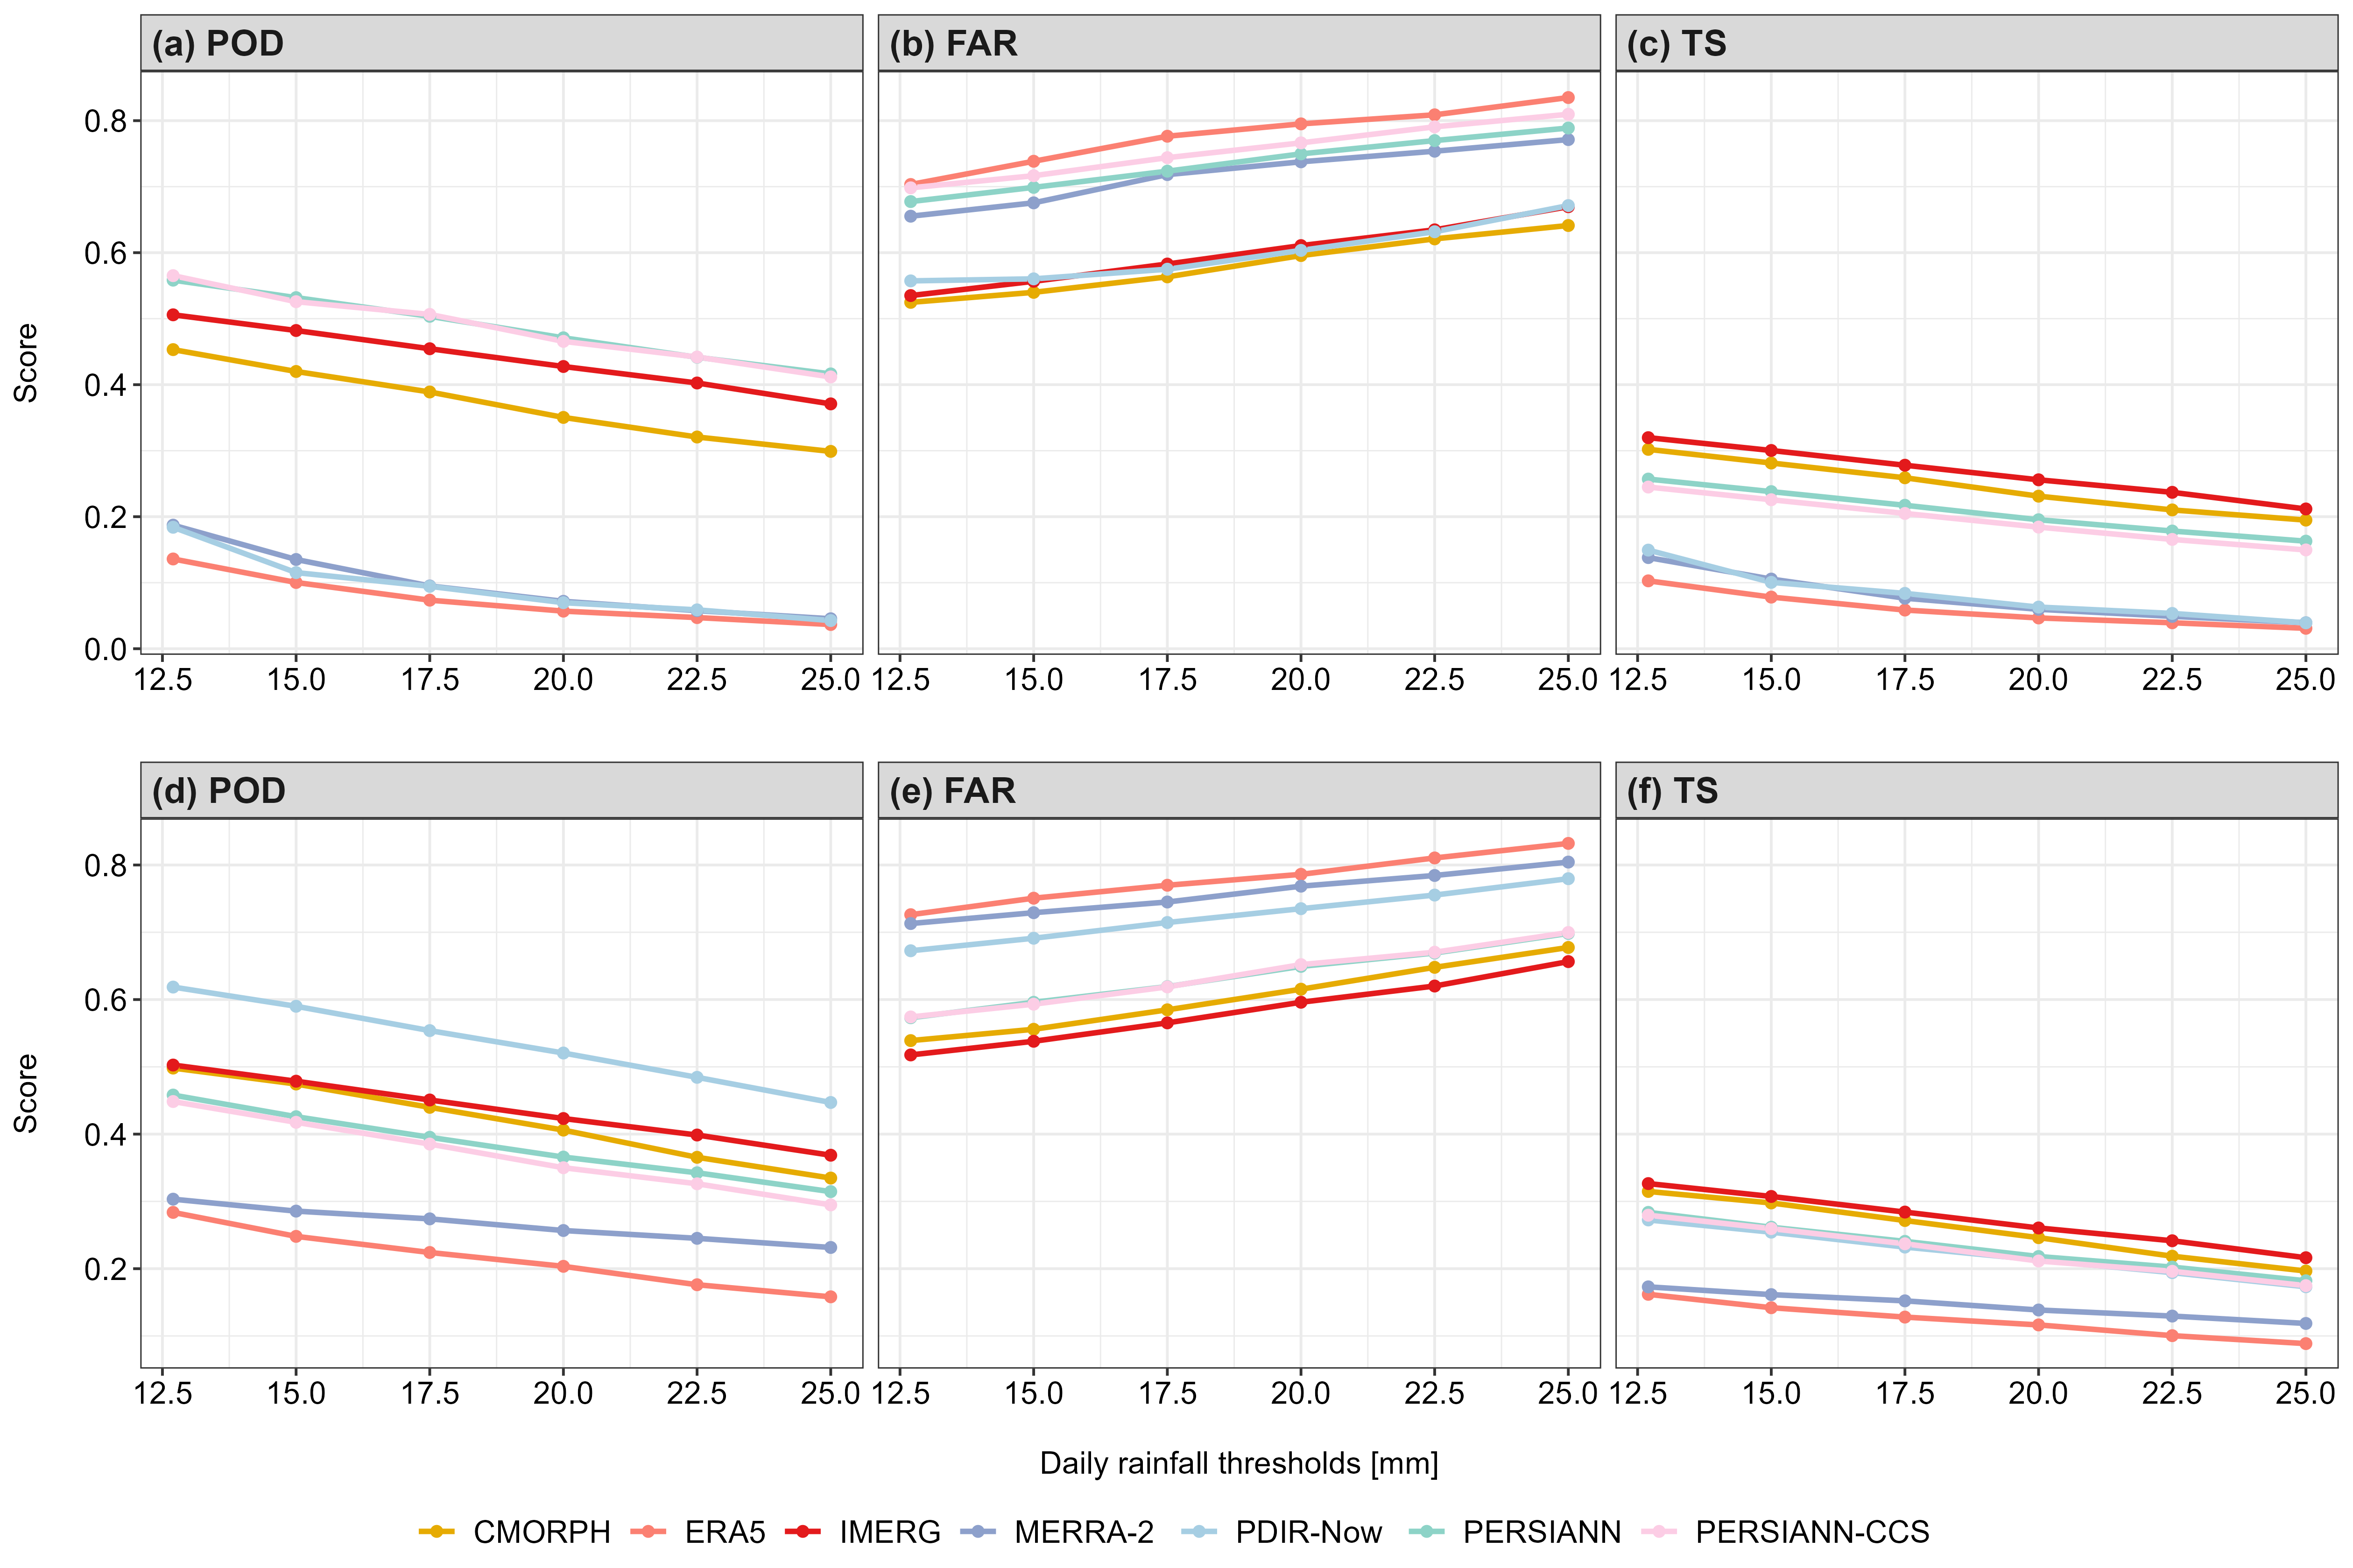 (a) POD (b) FAR (c) TS
0.8
0.6
0.4
0.2
0.0
Score
12.5 15.0 17.5 20.0 22.5 25.0 12.5 15.0 17.5 20.0 22.5 25.0 12.5 15.0 17.5 20.0 22.5 25.0
(d) POD (e) FAR (f) TS
0.8
0.6
0.4
0.2
Score
12.5 15.0 17.5 20.0 22.5 25.0 12.5 15.0 17.5 20.0 22.5 25.0 12.5 15.0 17.5 20.0 22.5 25.0
Daily rainfall thresholds [mm]
CMORPH ERA5 IMERG MERRA-2 PDIR-Now PERSIANN PERSIANN-CCS